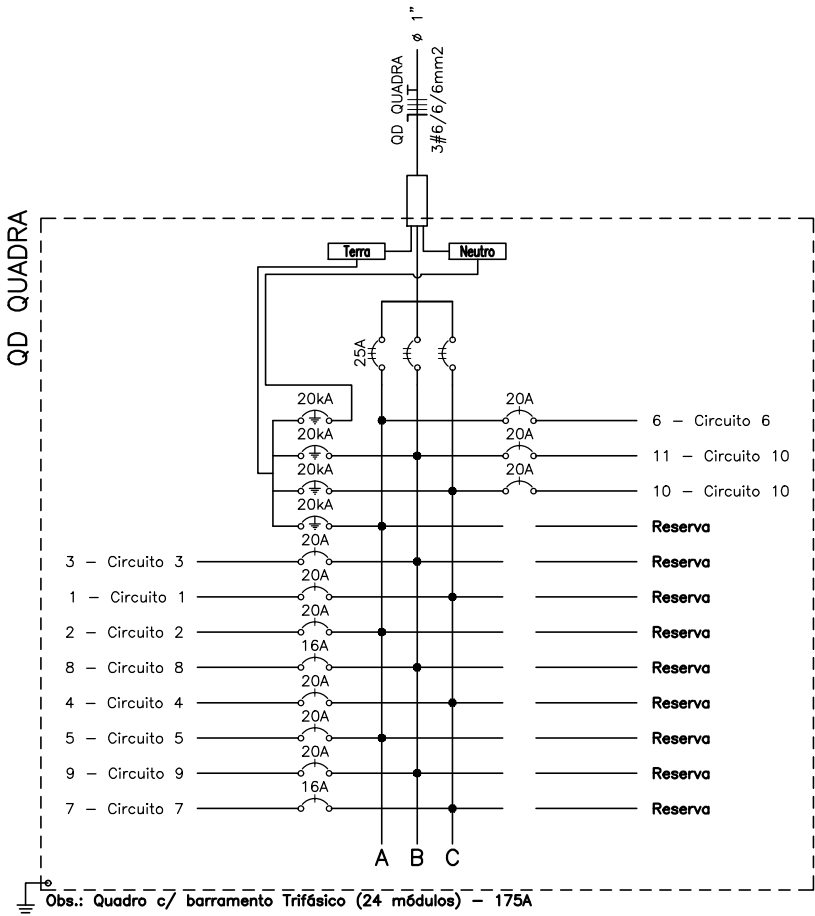 ø 1"
QD QUADRA
3#6/6/6mm2
QD QUADRA
Terra
Neutro
25A
20kA
20A
6 - Circuito 6
20kA
20A
11 - Circuito 10
20kA
20A
10 - Circuito 10
20kA
Reserva
20A
3 - Circuito 3
Reserva
20A
1 - Circuito 1
Reserva
20A
2 - Circuito 2
Reserva
16A
8 - Circuito 8
Reserva
20A
4 - Circuito 4
Reserva
20A
5 - Circuito 5
Reserva
20A
9 - Circuito 9
Reserva
16A
7 - Circuito 7
Reserva
A B C
Obs.: Quadro c/ barramento Trifásico (24 módulos) - 175A